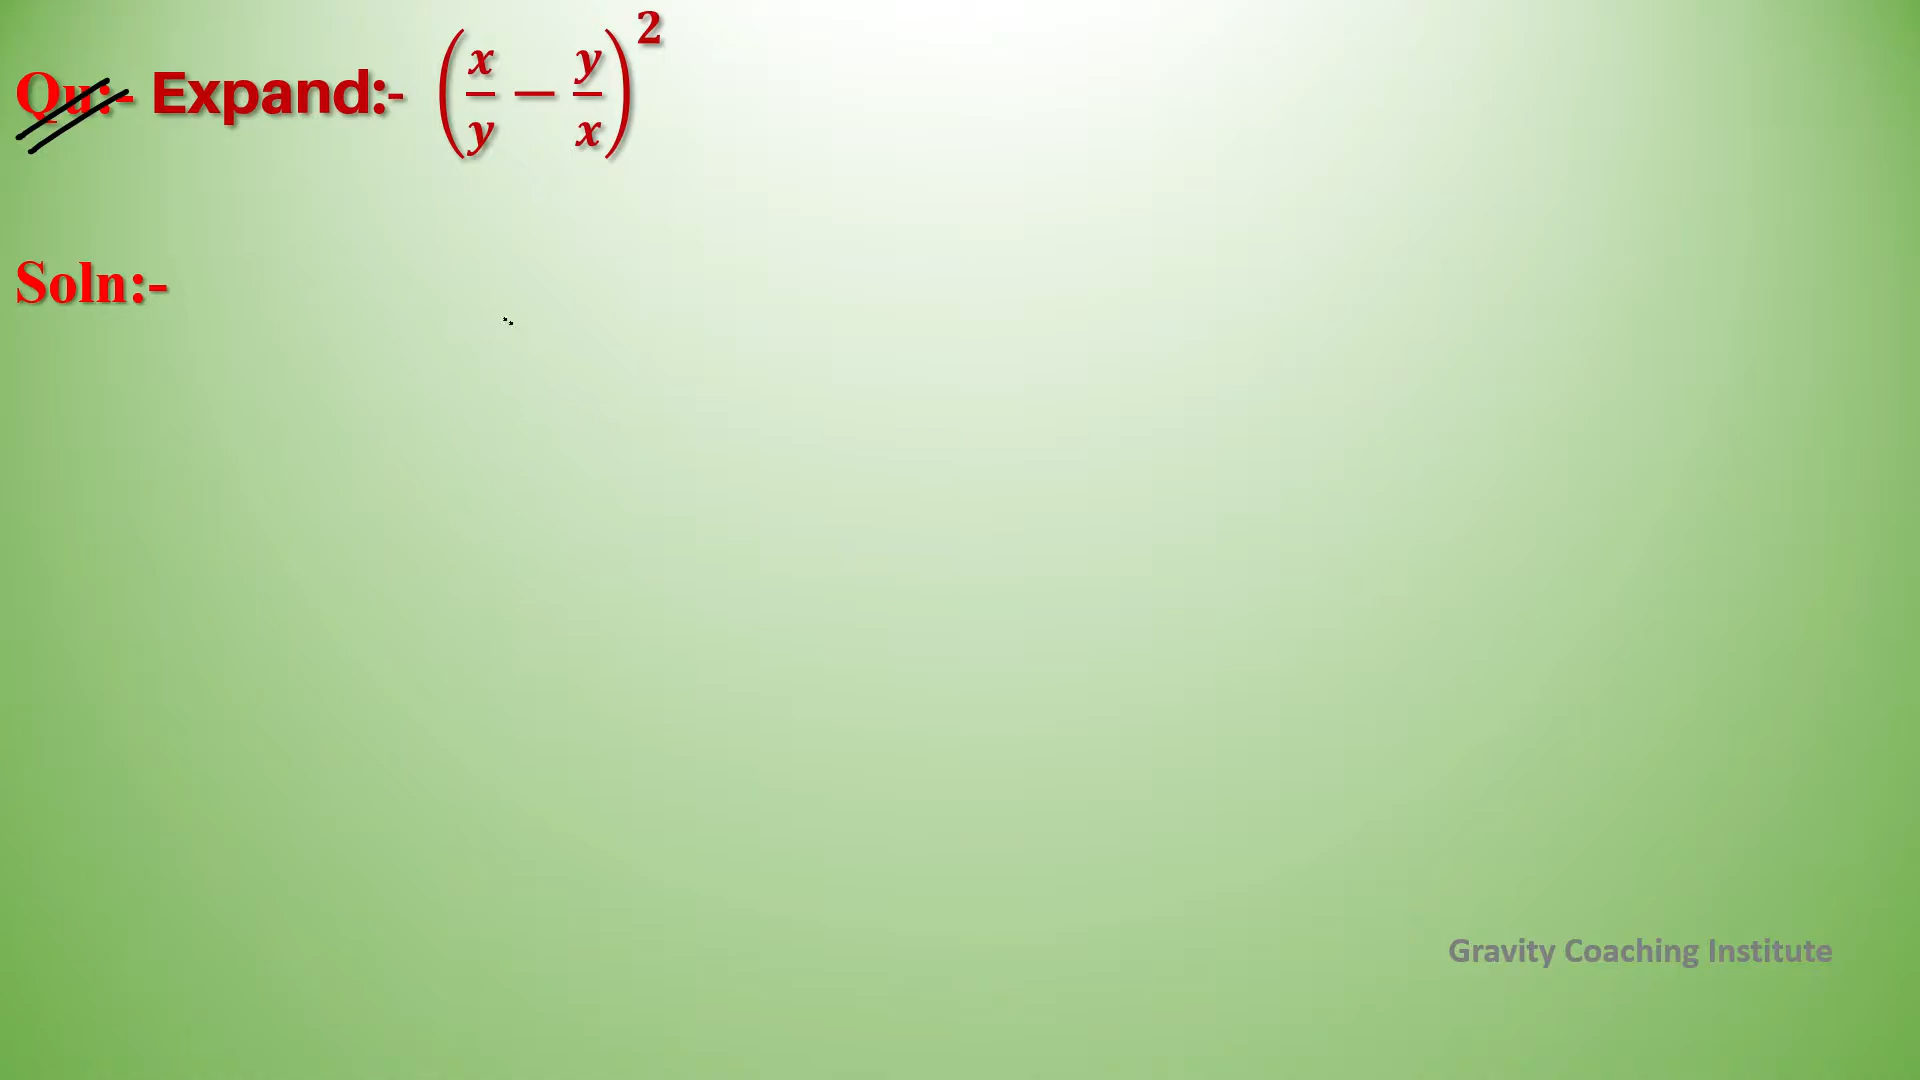 Qu:- Expand:- (x/y − y/x)²
Soln:-
Gravity Coaching Institute